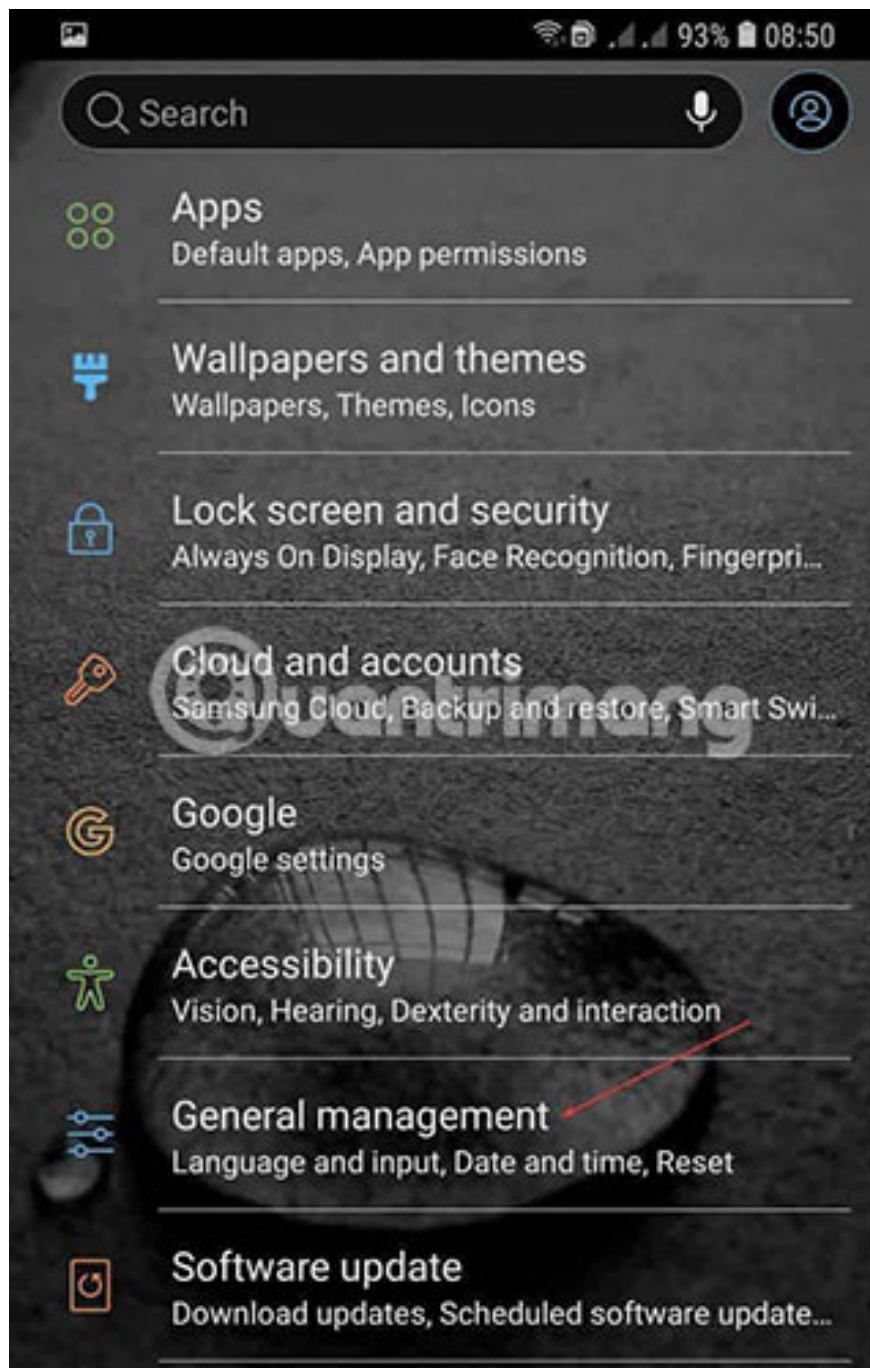 93% 08:50
Search
Apps
Default apps, App permissions
Wallpapers and themes
Wallpapers, Themes, Icons
Lock screen and security
Always On Display, Face Recognition, Fingerpri...
Cloud and accounts
Samsung Cloud, Backup and restore, Smart Swi...
Quantrimang
Google
Google settings
Accessibility
Vision, Hearing, Dexterity and interaction
General management
Language and input, Date and time, Reset
Software update
Download updates, Scheduled software update...